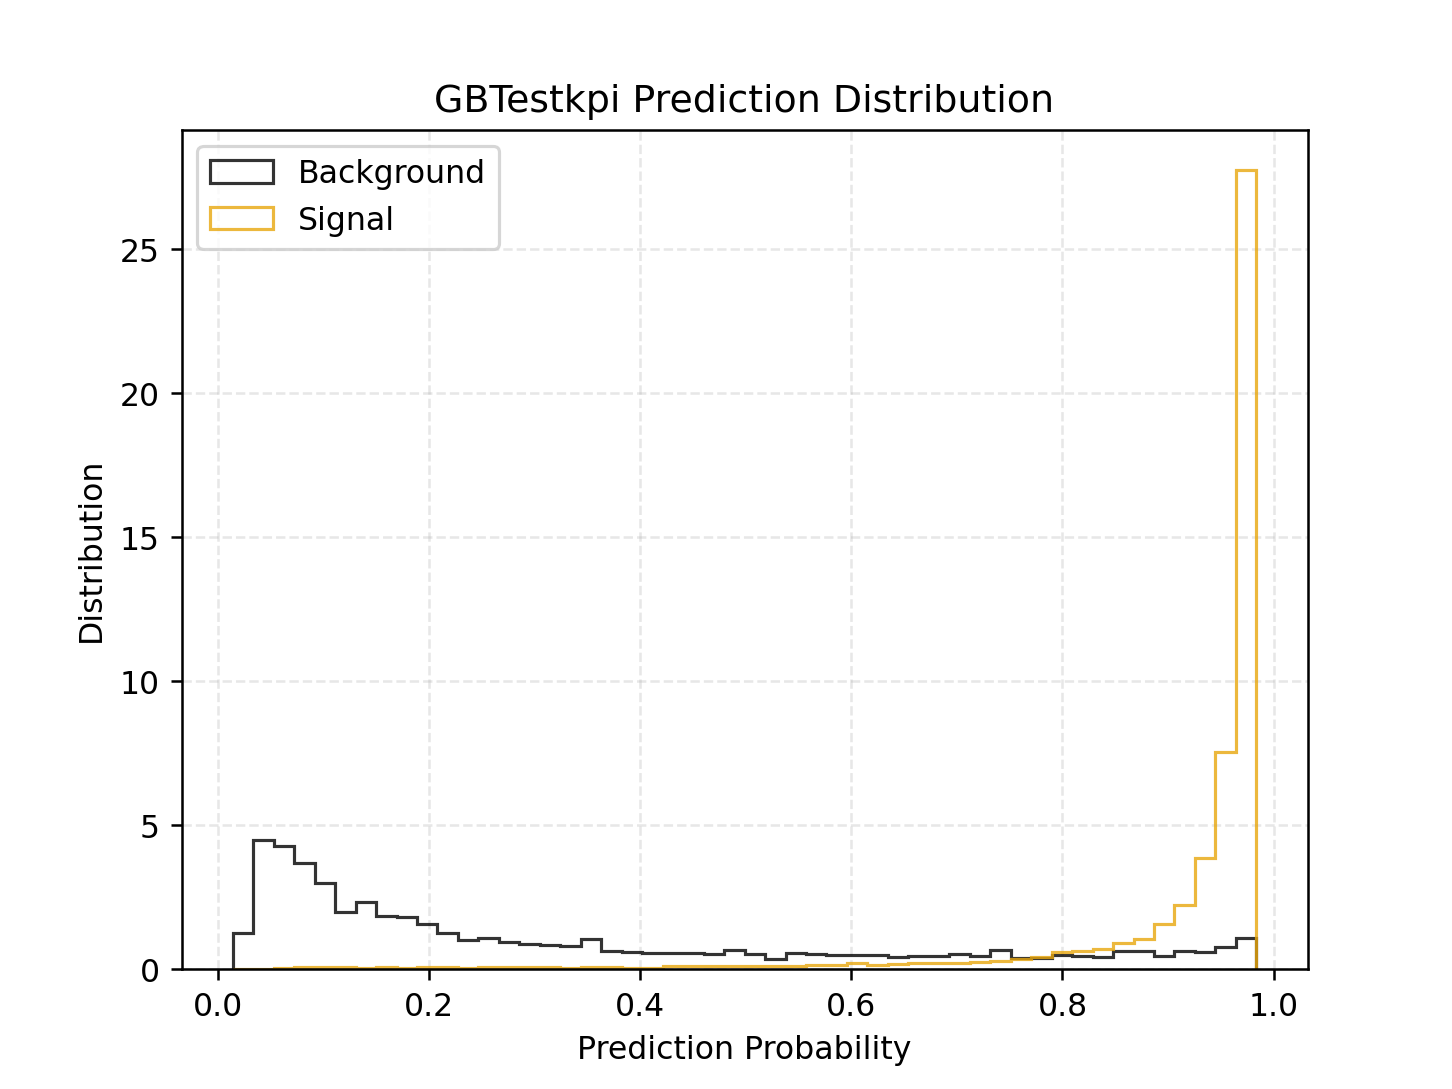 GBTestkpi Prediction Distribution
Background
Signal
25
20
15
10
5
0
Distribution
0.0 0.2 0.4 0.6 0.8 1.0
Prediction Probability